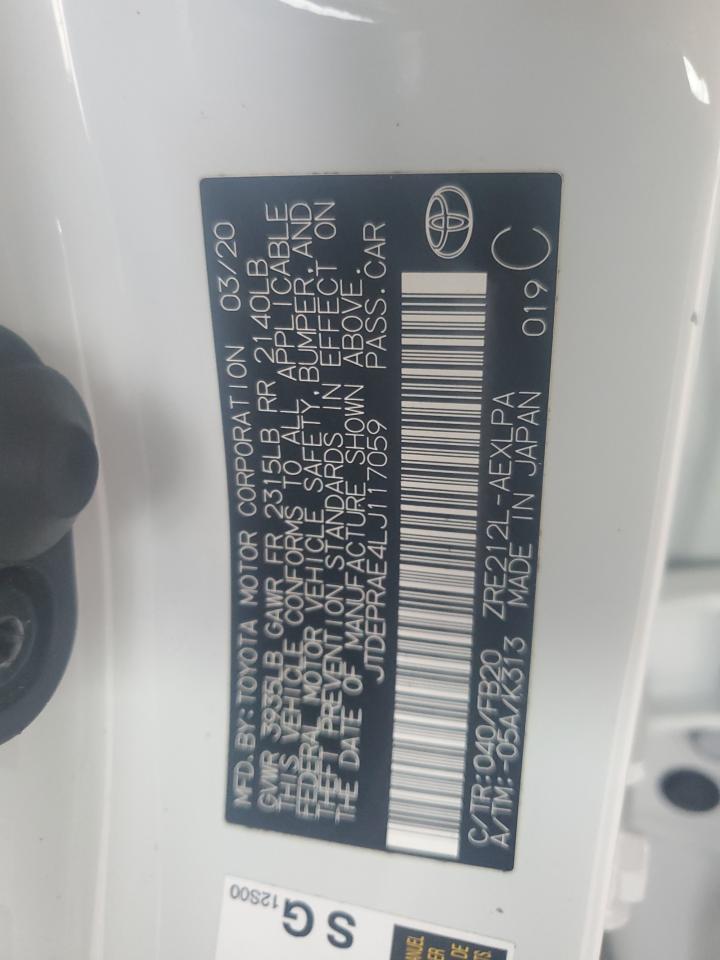 MFD. BY: TOYOTA MOTOR CORPORATION 03/20
GVWR 3935LB GAWR FR 2315LB RR 2140LB
THIS VEHICLE CONFORMS TO ALL APPLICABLE
FEDERAL MOTOR VEHICLE SAFETY, BUMPER, AND
THEFT PREVENTION STANDARDS IN EFFECT ON
THE DATE OF MANUFACTURE SHOWN ABOVE.
JTDEPRAE4LJ117059 PASS. CAR
C/TR: 040/FB20 ZRE212L-AEXLPA 019 C
A/TM: -05A/K313 MADE IN JAPAN
SG
12S00